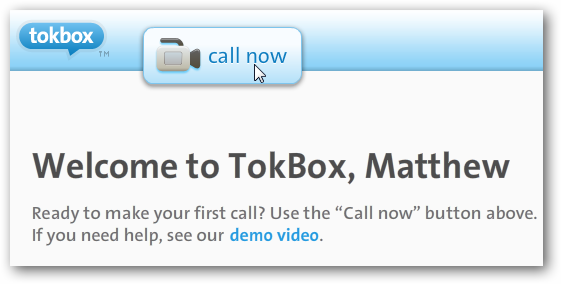 tokbox TM
call now
Welcome to TokBox, Matthew
Ready to make your first call? Use the “Call now” button above.
If you need help, see our demo video.